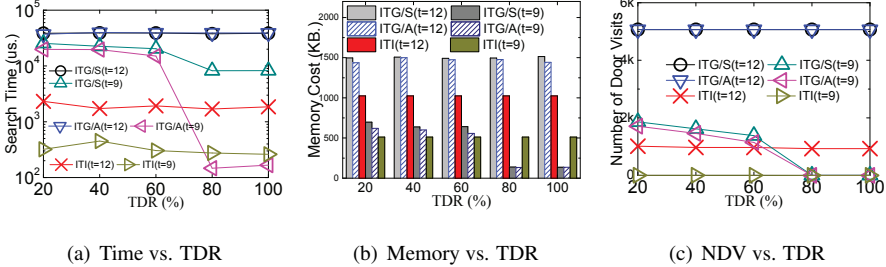 Search Time (us.)
10^5
10^4
10^3
10^2
ITG/S(t=12)
ITG/S(t=9)
ITG/A(t=12) ITG/A(t=9)
ITI(t=12) ITI(t=9)
20 40 60 80 100
TDR (%)
(a) Time vs. TDR
Memory Cost (KB.)
2000
1500
1000
500
0
ITG/S(t=12) ITG/S(t=9)
ITG/A(t=12) ITG/A(t=9)
ITI(t=12) ITI(t=9)
20 40 60 80 100
TDR (%)
(b) Memory vs. TDR
Number of Door Visits
6k
4k
2k
0
ITG/S(t=12) ITG/S(t=9)
ITG/A(t=12) ITG/A(t=9)
ITI(t=12) ITI(t=9)
20 40 60 80 100
TDR (%)
(c) NDV vs. TDR